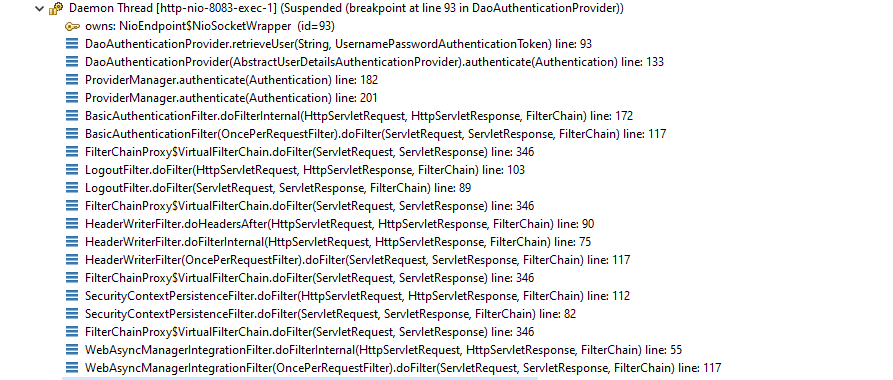 Daemon Thread [http-nio-8083-exec-1] (Suspended (breakpoint at line 93 in DaoAuthenticationProvider))
owns: NioEndpoint$NioSocketWrapper (id=93)
DaoAuthenticationProvider.retrieveUser(String, UsernamePasswordAuthenticationToken) line: 93
DaoAuthenticationProvider(AbstractUserDetailsAuthenticationProvider).authenticate(Authentication) line: 133
ProviderManager.authenticate(Authentication) line: 182
ProviderManager.authenticate(Authentication) line: 201
BasicAuthenticationFilter.doFilterInternal(HttpServletRequest, HttpServletResponse, FilterChain) line: 172
BasicAuthenticationFilter(OncePerRequestFilter).doFilter(ServletRequest, ServletResponse, FilterChain) line: 117
FilterChainProxy$VirtualFilterChain.doFilter(ServletRequest, ServletResponse) line: 346
LogoutFilter.doFilter(HttpServletRequest, HttpServletResponse, FilterChain) line: 103
LogoutFilter.doFilter(ServletRequest, ServletResponse, FilterChain) line: 89
FilterChainProxy$VirtualFilterChain.doFilter(ServletRequest, ServletResponse) line: 346
HeaderWriterFilter.doHeadersAfter(HttpServletRequest, HttpServletResponse, FilterChain) line: 90
HeaderWriterFilter.doFilterInternal(HttpServletRequest, HttpServletResponse, FilterChain) line: 75
HeaderWriterFilter(OncePerRequestFilter).doFilter(ServletRequest, ServletResponse, FilterChain) line: 117
FilterChainProxy$VirtualFilterChain.doFilter(ServletRequest, ServletResponse) line: 346
SecurityContextPersistenceFilter.doFilter(HttpServletRequest, HttpServletResponse, FilterChain) line: 112
SecurityContextPersistenceFilter.doFilter(ServletRequest, ServletResponse, FilterChain) line: 82
FilterChainProxy$VirtualFilterChain.doFilter(ServletRequest, ServletResponse) line: 346
WebAsyncManagerIntegrationFilter.doFilterInternal(HttpServletRequest, HttpServletResponse, FilterChain) line: 55
WebAsyncManagerIntegrationFilter(OncePerRequestFilter).doFilter(ServletRequest, ServletResponse, FilterChain) line: 117